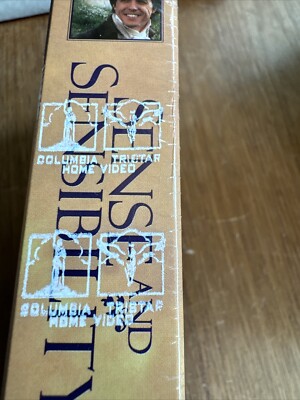 SENSE AND
SENSIBILITY
COLUMBIA TRISTAR
HOME VIDEO
COLUMBIA TRISTAR
HOME VIDEO